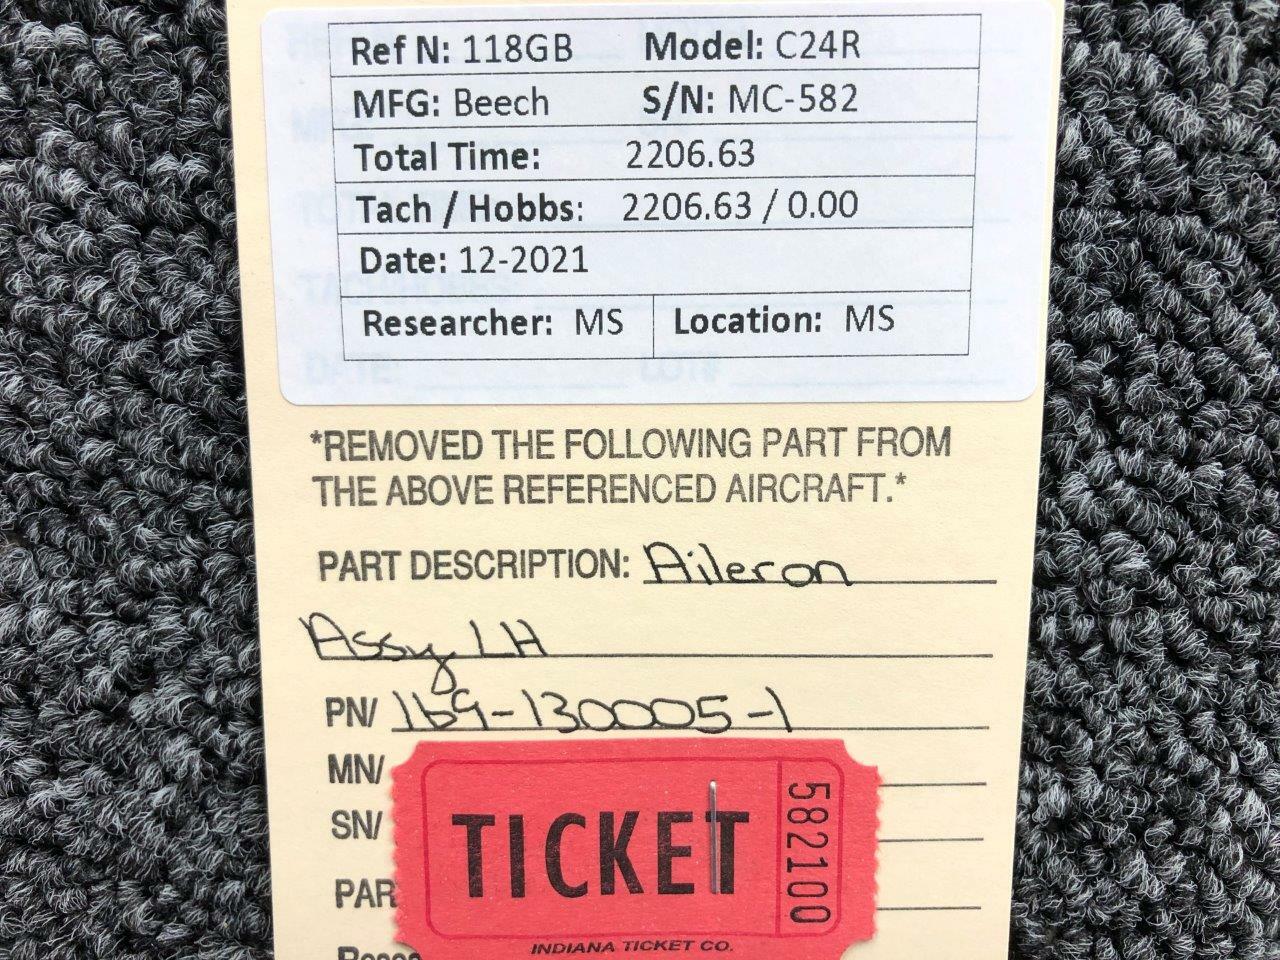 Ref N: 118GB Model: C24R
MFG: Beech S/N: MC-582
Total Time: 2206.63
Tach / Hobbs: 2206.63 / 0.00
Date: 12-2021
Researcher: MS Location: MS
*REMOVED THE FOLLOWING PART FROM
THE ABOVE REFERENCED AIRCRAFT.*
PART DESCRIPTION: Aileron
Assy LH
PN/ 169-130005-1
MN/
SN/
PAR
TICKET
582100
INDIANA TICKET CO.